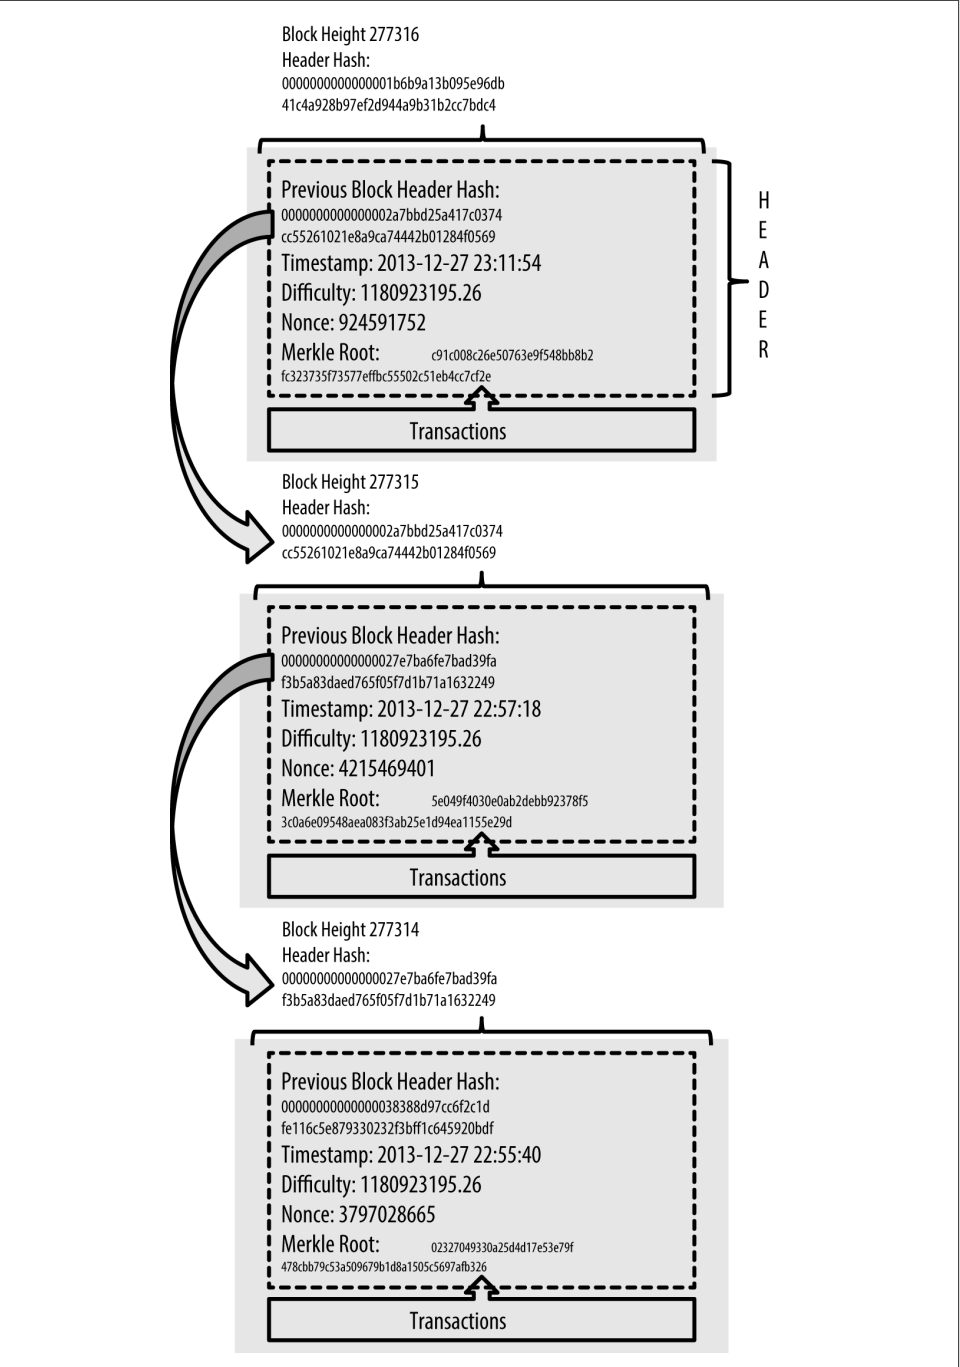 Block Height 277316
Header Hash:
0000000000000001b6b9a13b095e96db
41c4a928b97ef2d944a9b31b2cc7bdc4
Previous Block Header Hash:
0000000000000002a7bbd25a417c0374
cc55261021e8a9ca74442b01284f0569
Timestamp: 2013-12-27 23:11:54
Difficulty: 1180923195.26
Nonce: 924591752
Merkle Root: c91c008c26e50763e9f548bb8b2
fc323735f73577effbc55502c51eb4cc7cf2e
Transactions
HEADER
Block Height 277315
Header Hash:
0000000000000002a7bbd25a417c0374
cc55261021e8a9ca74442b01284f0569
Previous Block Header Hash:
00000000000000027e7ba6fe7bad39fa
f3b5a83daed765f05f7d1b71a1632249
Timestamp: 2013-12-27 22:57:18
Difficulty: 1180923195.26
Nonce: 4215469401
Merkle Root: 5e049f4030e0ab2debb92378f5
3c0a6e09548aea083f3ab25e1d94ea1155e29d
Transactions
Block Height 277314
Header Hash:
00000000000000027e7ba6fe7bad39fa
f3b5a83daed765f05f7d1b71a1632249
Previous Block Header Hash:
00000000000000038388d97cc6f2c1d
fe116c5e879330232f3bff1c645920bdf
Timestamp: 2013-12-27 22:55:40
Difficulty: 1180923195.26
Nonce: 3797028665
Merkle Root: 02327049330a25d4d17e53e79f
478cbb79c53a509679b1d8a1505c5697afb326
Transactions